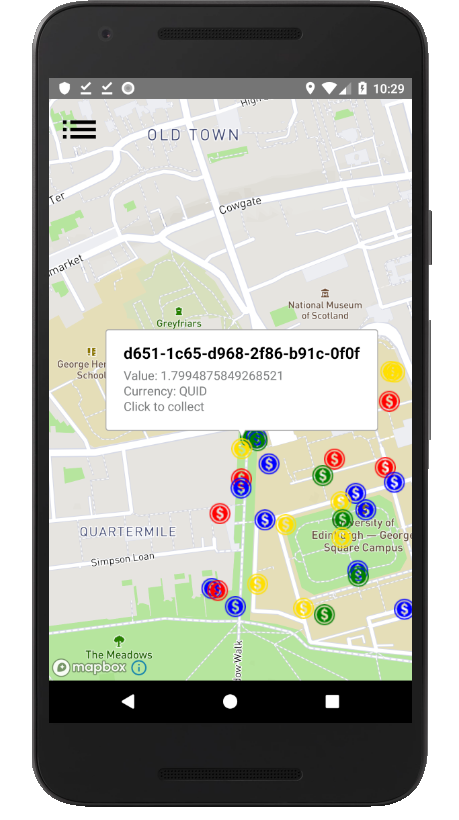 10:29
High
OLD TOWN
Ter
Cowgate
market
National Museum
of Scotland
Greyfriars
George Her
School
d651-1c65-d968-2f86-b91c-0f0f
Value: 1.7994875849268521
Currency: QUID
Click to collect
QUARTERMILE
Simpson Loan
ersity of
Edinburgh — George
Square Campus
The Meadows
mapbox
dow Walk